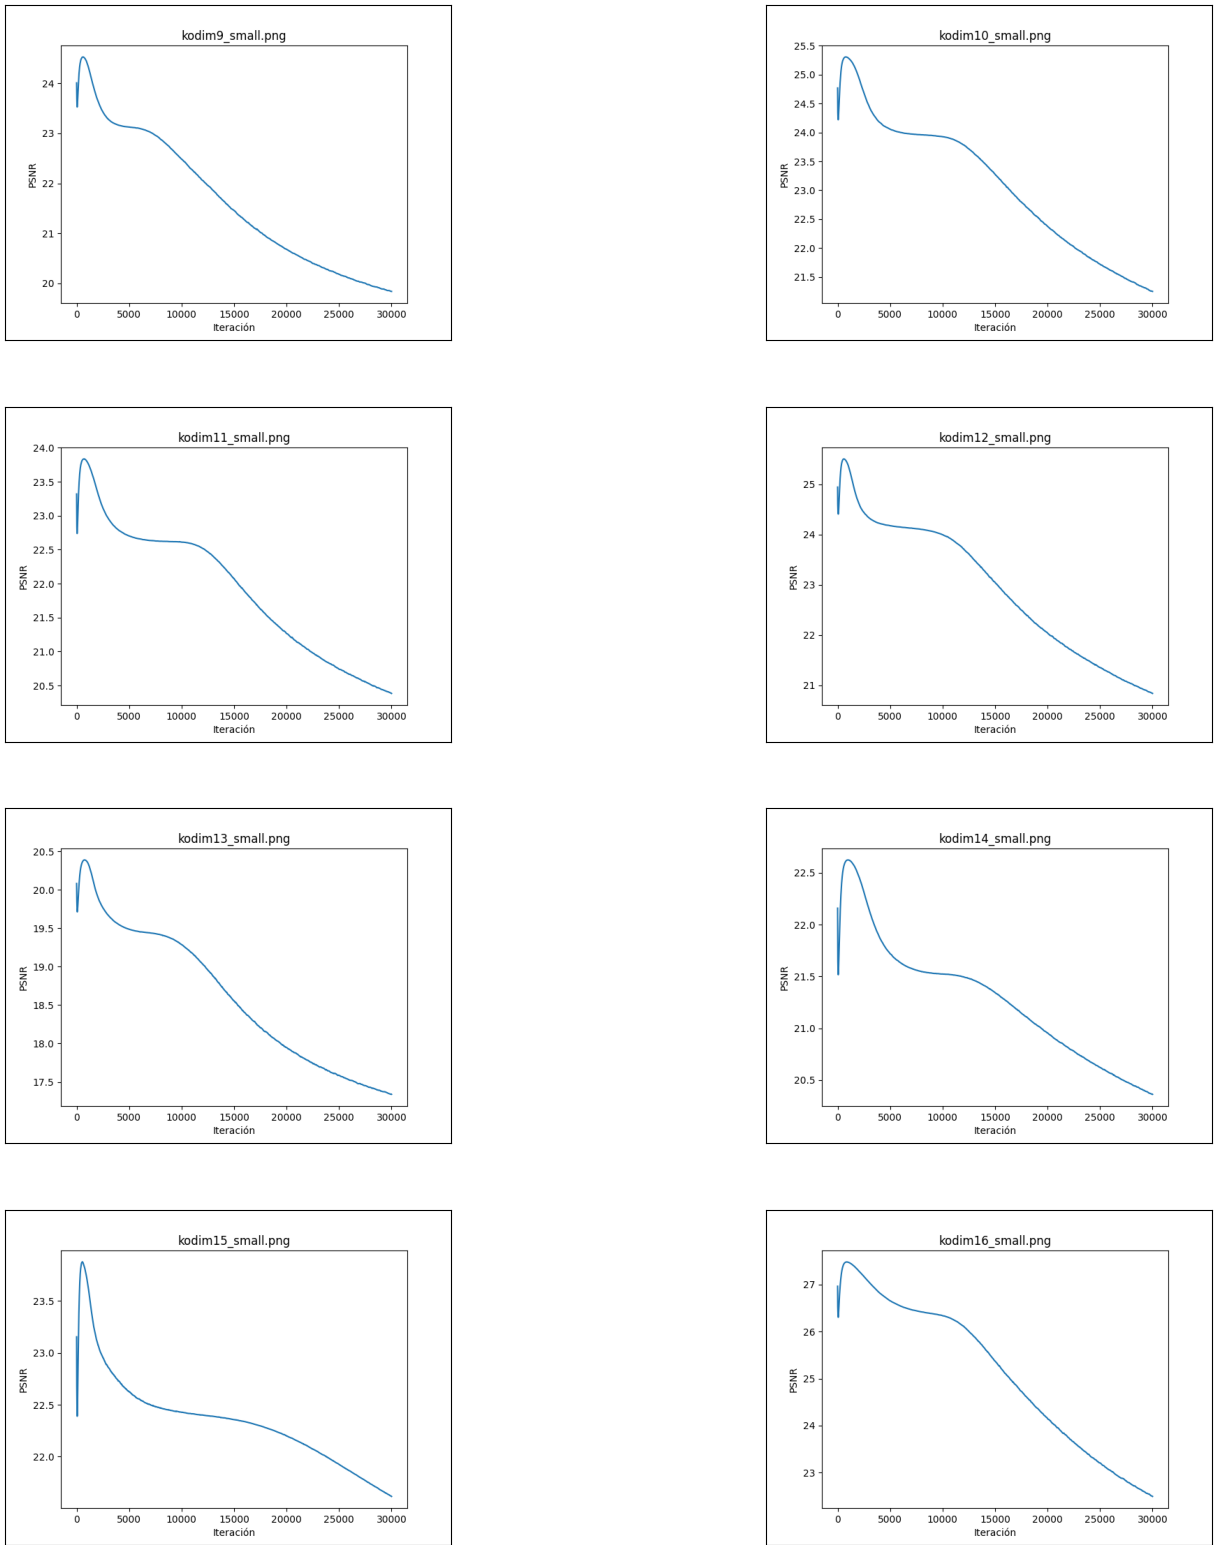 kodim9_small.png
24
23
22
21
20
PSNR
0 5000 10000 15000 20000 25000 30000
Iteración
kodim10_small.png
25.5
25.0
24.5
24.0
23.5
23.0
22.5
22.0
21.5
PSNR
0 5000 10000 15000 20000 25000 30000
Iteración
kodim11_small.png
24.0
23.5
23.0
22.5
22.0
21.5
21.0
20.5
PSNR
0 5000 10000 15000 20000 25000 30000
Iteración
kodim12_small.png
25
24
23
22
21
PSNR
0 5000 10000 15000 20000 25000 30000
Iteración
kodim13_small.png
20.5
20.0
19.5
19.0
18.5
18.0
17.5
PSNR
0 5000 10000 15000 20000 25000 30000
Iteración
kodim14_small.png
22.5
22.0
21.5
21.0
20.5
PSNR
0 5000 10000 15000 20000 25000 30000
Iteración
kodim15_small.png
23.5
23.0
22.5
22.0
PSNR
0 5000 10000 15000 20000 25000 30000
Iteración
kodim16_small.png
27
26
25
24
23
PSNR
0 5000 10000 15000 20000 25000 30000
Iteración